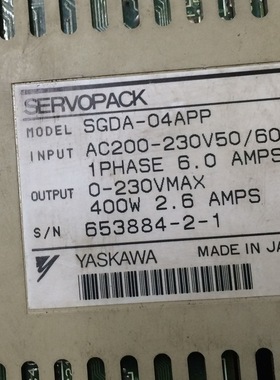 SERVOPACK
MODEL SGDA-04APP
INPUT AC200-230V50/60
1PHASE 6.0 AMPS
OUTPUT 0-230VMAX
400W 2.6 AMPS
S/N 653884-2-1
YASKAWA MADE IN JA